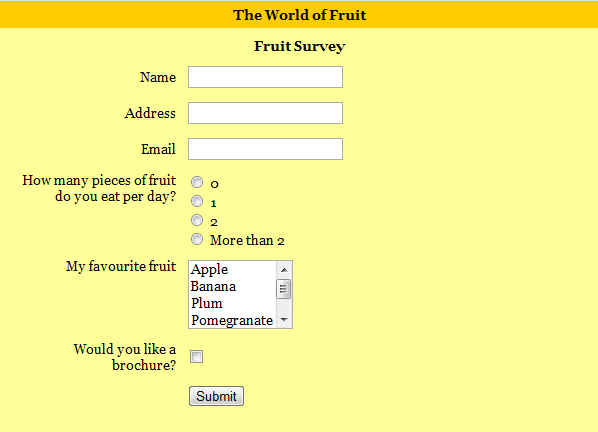 The World of Fruit
Fruit Survey
Name
Address
Email
How many pieces of fruit
do you eat per day?
0
1
2
More than 2
My favourite fruit
Apple
Banana
Plum
Pomegranate
Would you like a
brochure?
Submit